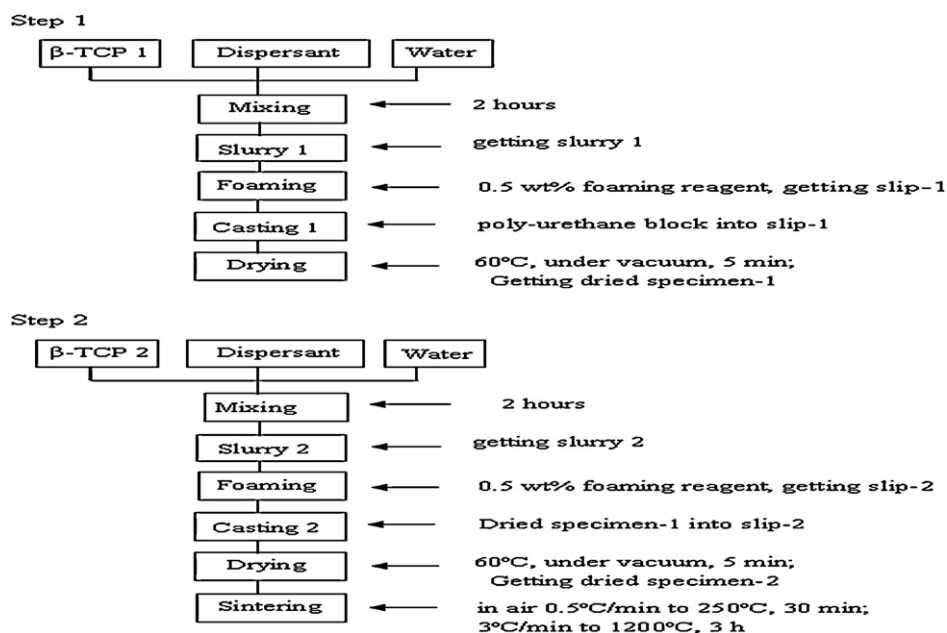 Step 1
β-TCP 1 Dispersant Water
Mixing 2 hours
Slurry 1 getting slurry 1
Foaming 0.5 wt% foaming reagent, getting slip-1
Casting 1 poly-urethane block into slip-1
Drying 60°C, under vacuum, 5 min;
Getting dried specimen-1
Step 2
β-TCP 2 Dispersant Water
Mixing 2 hours
Slurry 2 getting slurry 2
Foaming 0.5 wt% foaming reagent, getting slip-2
Casting 2 Dried specimen-1 into slip-2
Drying 60°C, under vacuum, 5 min;
Getting dried specimen-2
Sintering in air 0.5°C/min to 250°C, 30 min;
3°C/min to 1200°C, 3 h